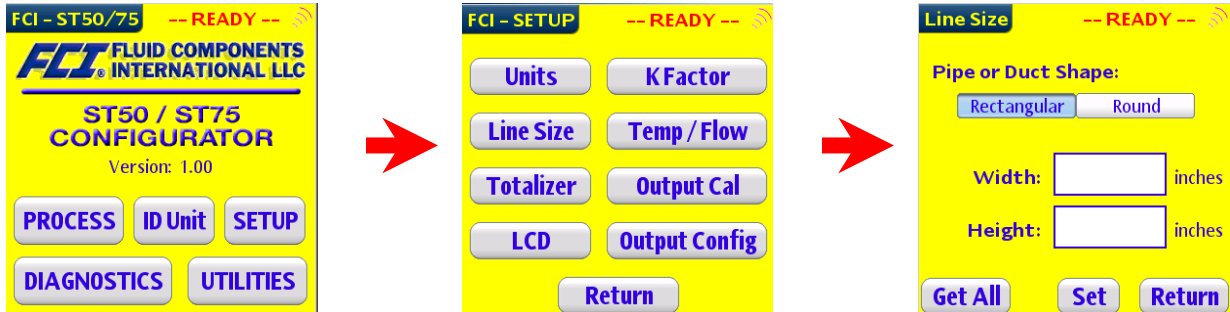 FCI – ST50/75 -- READY --
FCI® FLUID COMPONENTS
INTERNATIONAL LLC
ST50 / ST75
CONFIGURATOR
Version: 1.00
PROCESS ID Unit SETUP
DIAGNOSTICS UTILITIES
FCI – SETUP -- READY --
Units K Factor
Line Size Temp / Flow
Totalizer Output Cal
LCD Output Config
Return
Line Size -- READY --
Pipe or Duct Shape:
Rectangular Round
Width: inches
Height: inches
Get All Set Return